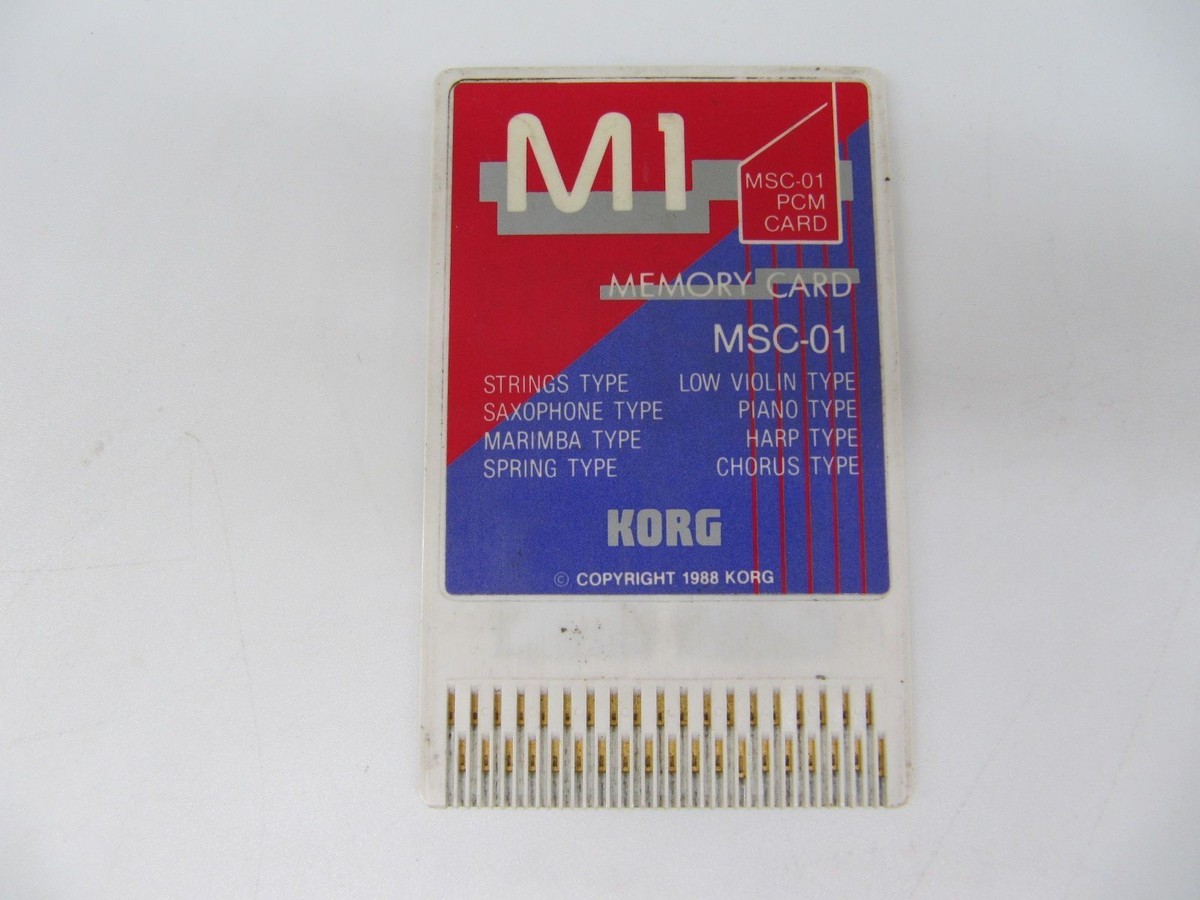 M1
MSC-01
PCM
CARD
MEMORY CARD
MSC-01
STRINGS TYPE LOW VIOLIN TYPE
SAXOPHONE TYPE PIANO TYPE
MARIMBA TYPE HARP TYPE
SPRING TYPE CHORUS TYPE
KORG
© COPYRIGHT 1988 KORG